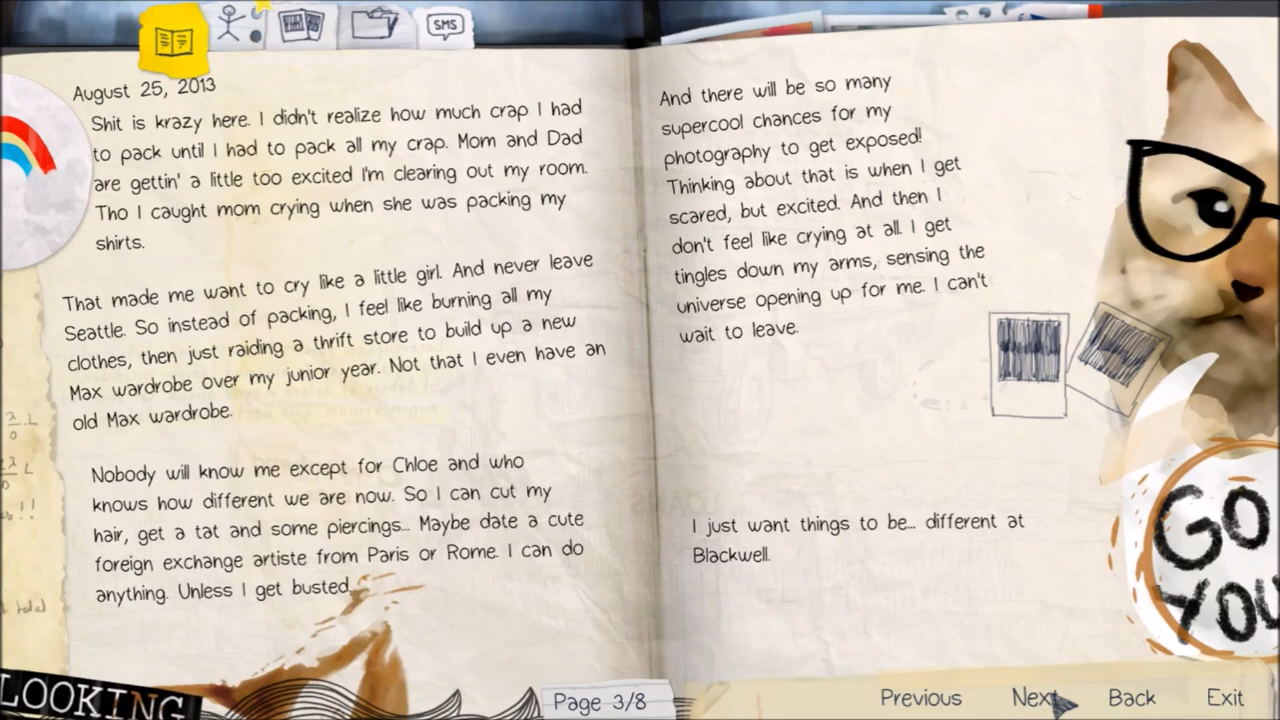 SMS
August 25, 2013
Shit is krazy here. I didn't realize how much crap I had
to pack until I had to pack all my crap. Mom and Dad
are gettin' a little too excited I'm clearing out my room.
Tho I caught mom crying when she was packing my
shirts.
That made me want to cry like a little girl. And never leave
Seattle. So instead of packing, I feel like burning all my
clothes, then just raiding a thrift store to build up a new
Max wardrobe over my junior year. Not that I even have an
old Max wardrobe.
Nobody will know me except for Chloe and who
knows how different we are now. So I can cut my
hair, get a tat and some piercings... Maybe date a cute
foreign exchange artiste from Paris or Rome. I can do
anything. Unless I get busted.
And there will be so many
supercool chances for my
photography to get exposed!
Thinking about that is when I get
scared, but excited. And then I
don't feel like crying at all. I get
tingles down my arms, sensing the
universe opening up for me. I can't
wait to leave.
I just want things to be... different at
Blackwell.
GO
YOU
LOOKING
Page 3/8
Previous Next Back Exit